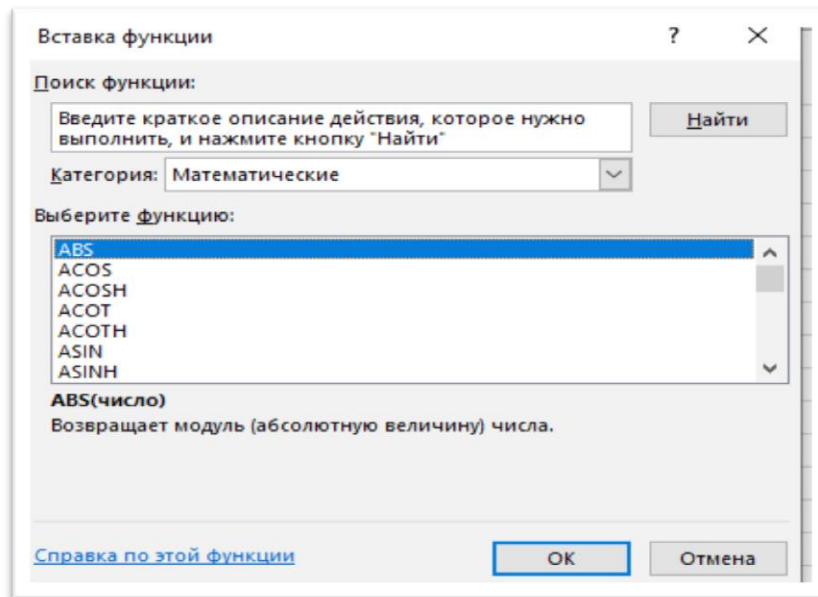 Вставка функции ? ×
Поиск функции:
Введите краткое описание действия, которое нужно
выполнить, и нажмите кнопку "Найти"
Найти
Категория: Математические
Выберите функцию:
ABS
ACOS
ACOSH
ACOT
ACOTH
ASIN
ASINH
ABS(число)
Возвращает модуль (абсолютную величину) числа.
Справка по этой функции
ОК
Отмена